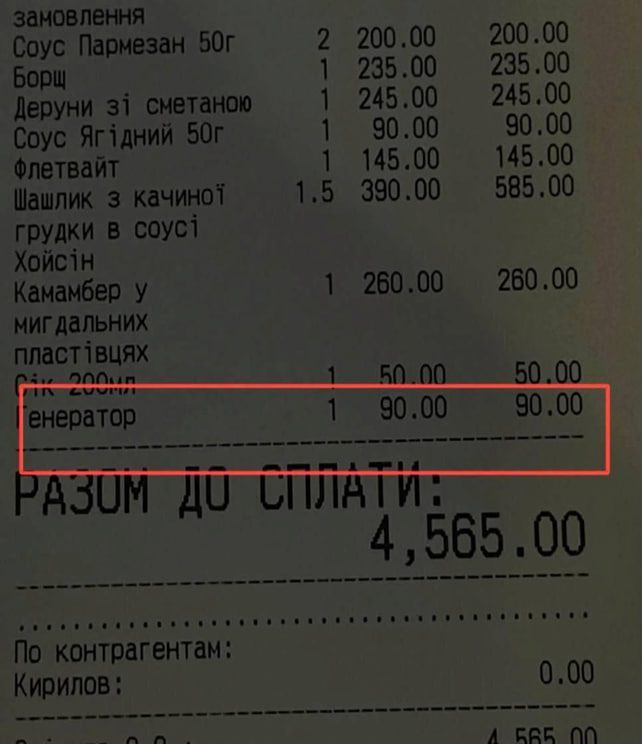 замовлення
Соус Пармезан 50г 2 200.00 200.00
Борщ 1 235.00 235.00
Деруни зі сметаною 1 245.00 245.00
Соус Ягідний 50г 1 90.00 90.00
Флетвайт 1 145.00 145.00
Шашлик з качиної 1.5 390.00 585.00
грудки в соусі
Хойсін
Камамбер у 1 260.00 260.00
мигдальних
пластівцях
Сік 200мл 1 50.00 50.00
Генератор 1 90.00 90.00
РАЗОМ ДО СПЛАТИ:
4,565.00
По контрагентам:
Кирилов: 0.00
4,565.00